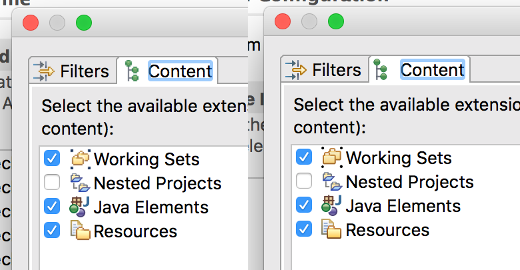 Configuration
Filters
Content
Select the available exten
content):
Working Sets
Nested Projects
Java Elements
Resources
Filters
Content
Select the available extensio
content):
Working Sets
Nested Projects
Java Elements
Resources